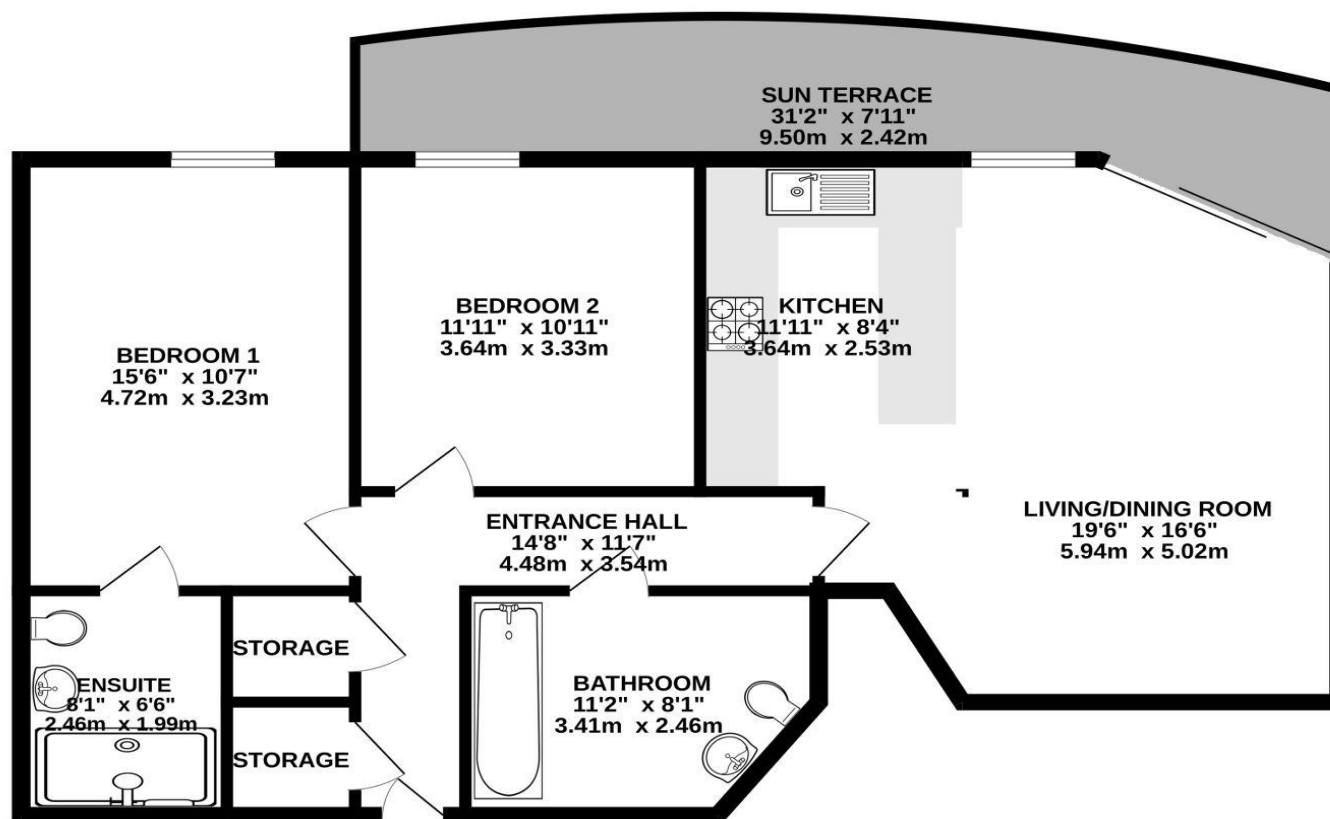 SUN TERRACE
31'2" x 7'11"
9.50m x 2.42m
BEDROOM 2
11'11" x 10'11"
3.64m x 3.33m
KITCHEN
11'11" x 8'4"
3.64m x 2.53m
BEDROOM 1
15'6" x 10'7"
4.72m x 3.23m
ENTRANCE HALL
14'8" x 11'7"
4.48m x 3.54m
LIVING/DINING ROOM
19'6" x 16'6"
5.94m x 5.02m
STORAGE
ENSUITE
8'1" x 6'6"
2.46m x 1.99m
BATHROOM
11'2" x 8'1"
3.41m x 2.46m
STORAGE